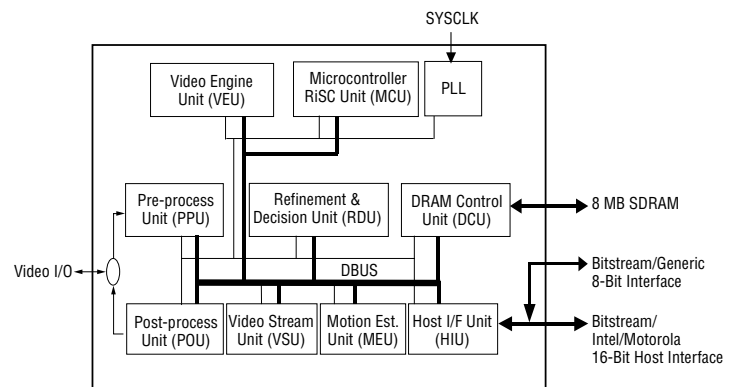 SYSCLK
Video Engine
Unit (VEU)
Microcontroller
RiSC Unit (MCU)
PLL
Pre-process
Unit (PPU)
Refinement &
Decision Unit (RDU)
DRAM Control
Unit (DCU)
8 MB SDRAM
Video I/O
DBUS
Bitstream/Generic
8-Bit Interface
Post-process
Unit (POU)
Video Stream
Unit (VSU)
Motion Est.
Unit (MEU)
Host I/F Unit
(HIU)
Bitstream/
Intel/Motorola
16-Bit Host Interface